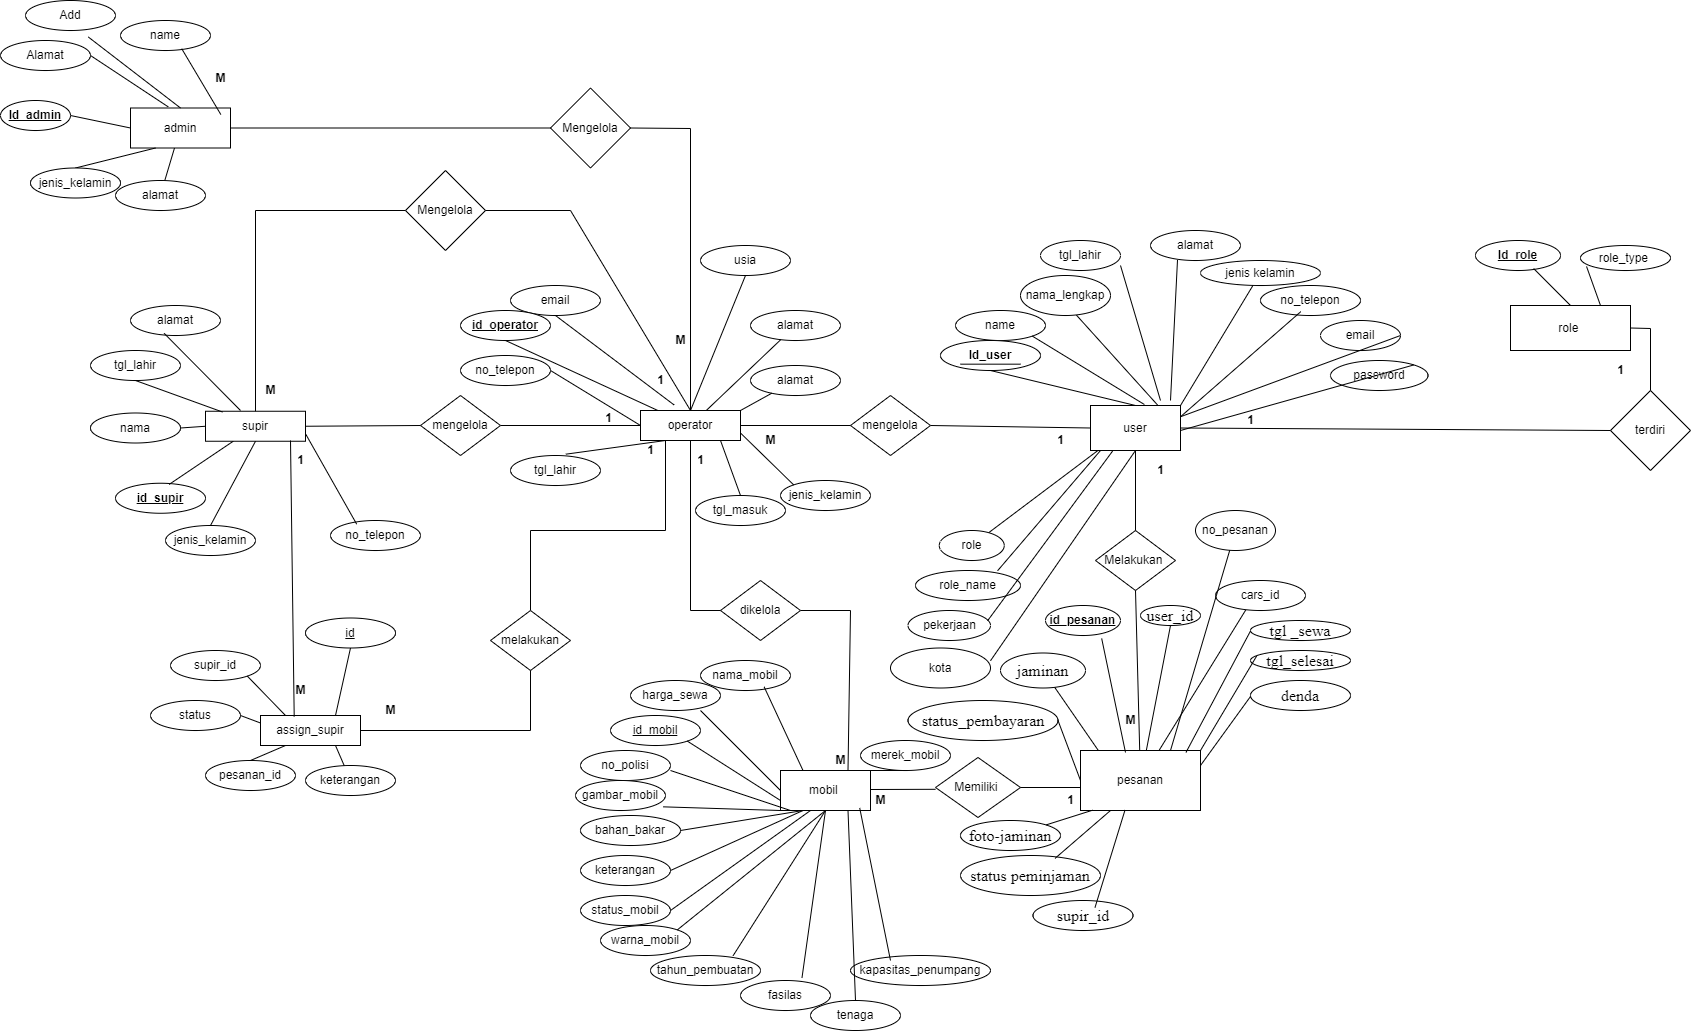 Add
name
Alamat
M
Id_admin
admin
Mengelola
jenis_kelamin
alamat
Mengelola
usia
tgl_lahir
alamat
jenis kelamin
Id_role
role_type
email
nama_lengkap
no_telepon
alamat
id_operator
alamat
name
email
role
M
Id_user
tgl_lahir
no_telepon
1
alamat
password
1
M
nama
supir
mengelola
1
operator
mengelola
user
1
terdiri
1
M
1
1
1
1
tgl_lahir
id_supir
jenis_kelamin
tgl_masuk
jenis_kelamin
no_telepon
no_pesanan
role
Melakukan
role_name
cars_id
dikelola
id_pesanan
user_id
pekerjaan
tgl _sewa
id
melakukan
supir_id
kota
jaminan
tgl_selesai
nama_mobil
M
harga_sewa
denda
status
M
status_pembayaran
M
assign_supir
id_mobil
merek_mobil
M
no_polisi
pesanan_id
keterangan
mobil
Memiliki
pesanan
gambar_mobil
M
1
bahan_bakar
foto-jaminan
keterangan
status peminjaman
status_mobil
supir_id
warna_mobil
tahun_pembuatan
kapasitas_penumpang
fasilas
tenaga